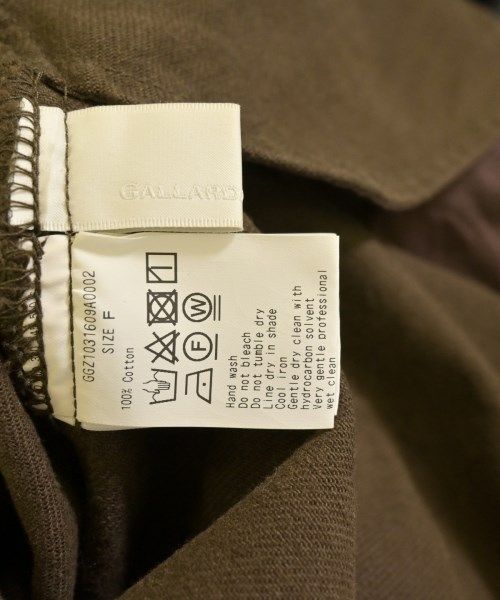 GALLARD
GGZ1031609A0002
SIZE F
100% Cotton
Hand wash
Do not bleach
Do not tumble dry
Line dry in shade
Cool iron
Gentle dry clean with
hydrocarbon solvent
Very gentle professional
wet clean